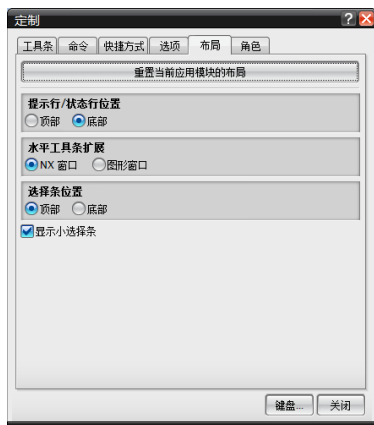 定制
工具条 命令 快捷方式 选项 布局 角色
重置当前应用模块的布局
提示行/状态行位置
顶部 底部
水平工具条扩展
NX 窗口 图形窗口
选择条位置
顶部 底部
显示小选择条
键盘... 关闭